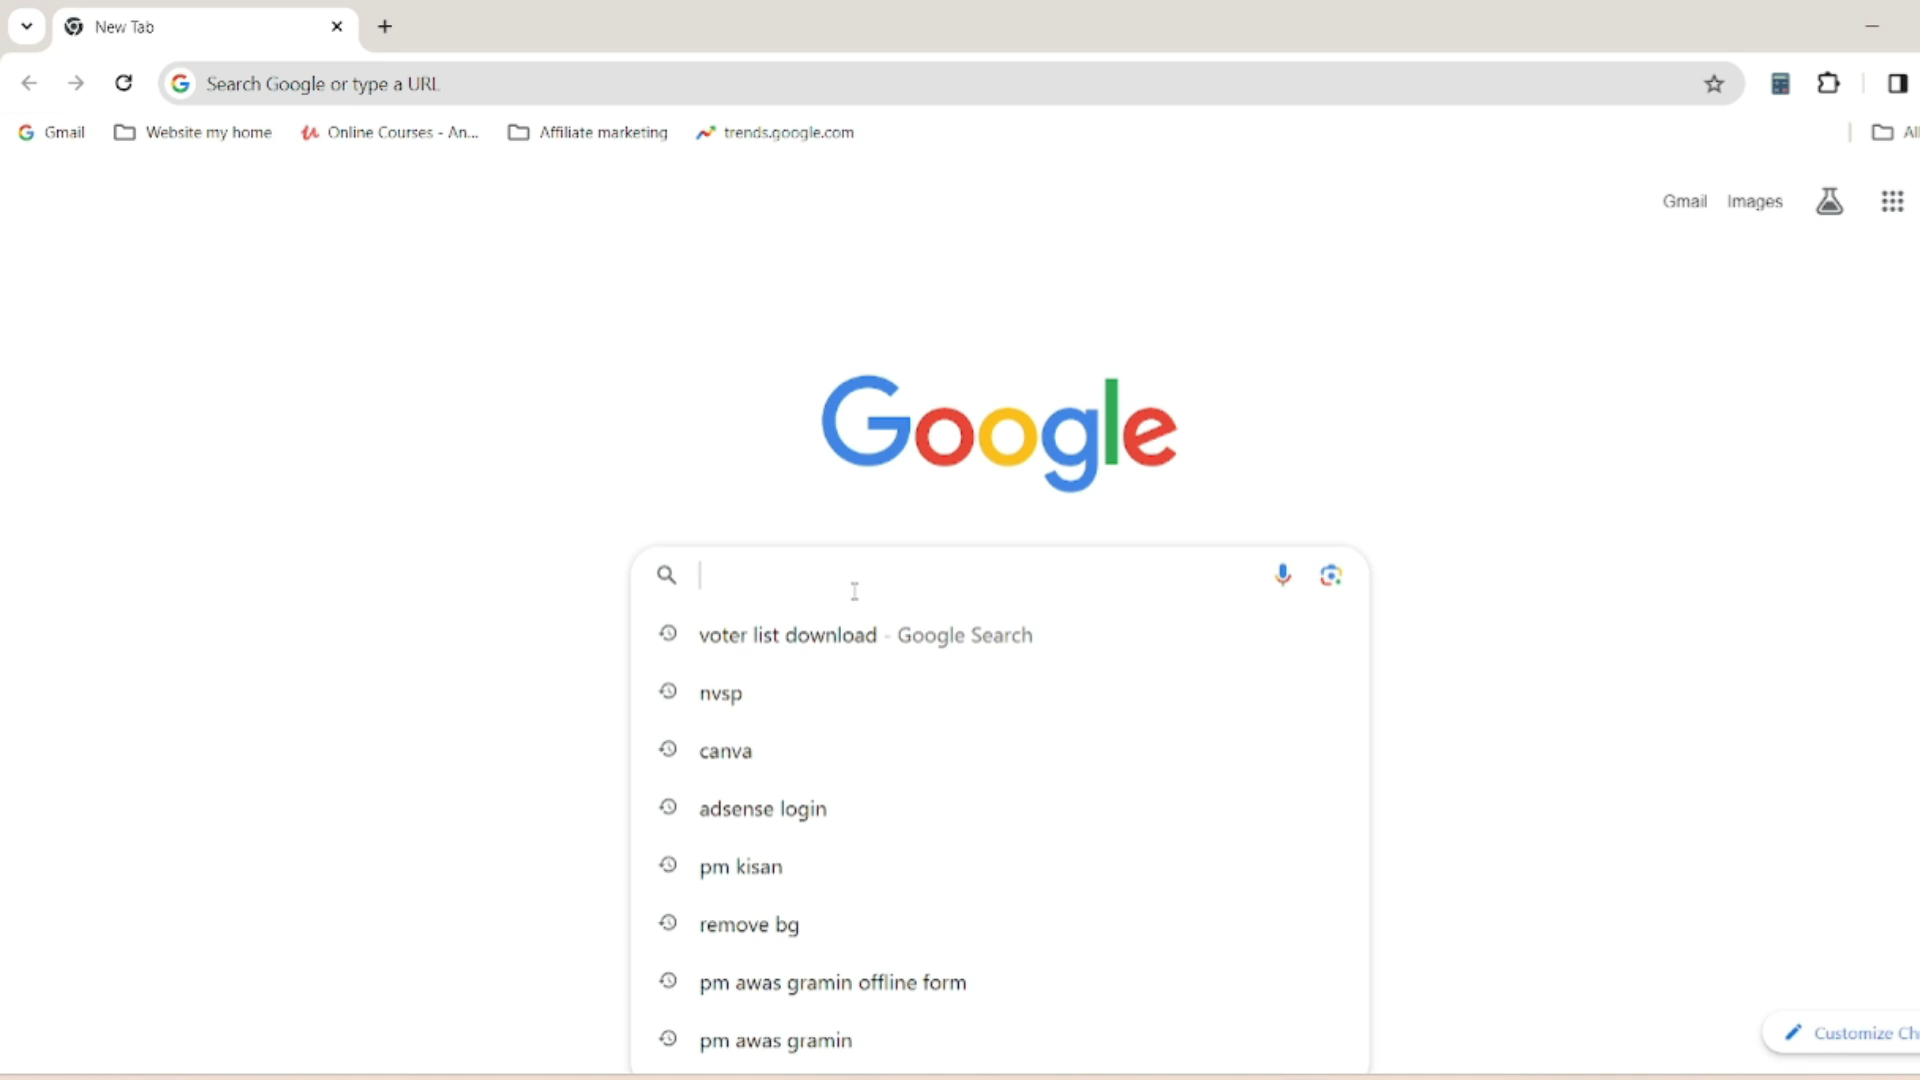 New Tab
Search Google or type a URL
Gmail
Website my home
Online Courses - An...
Affiliate marketing
trends.google.com
All
Gmail
Images
Google
voter list download - Google Search
nvsp
canva
adsense login
pm kisan
remove bg
pm awas gramin offline form
pm awas gramin
Customize Ch